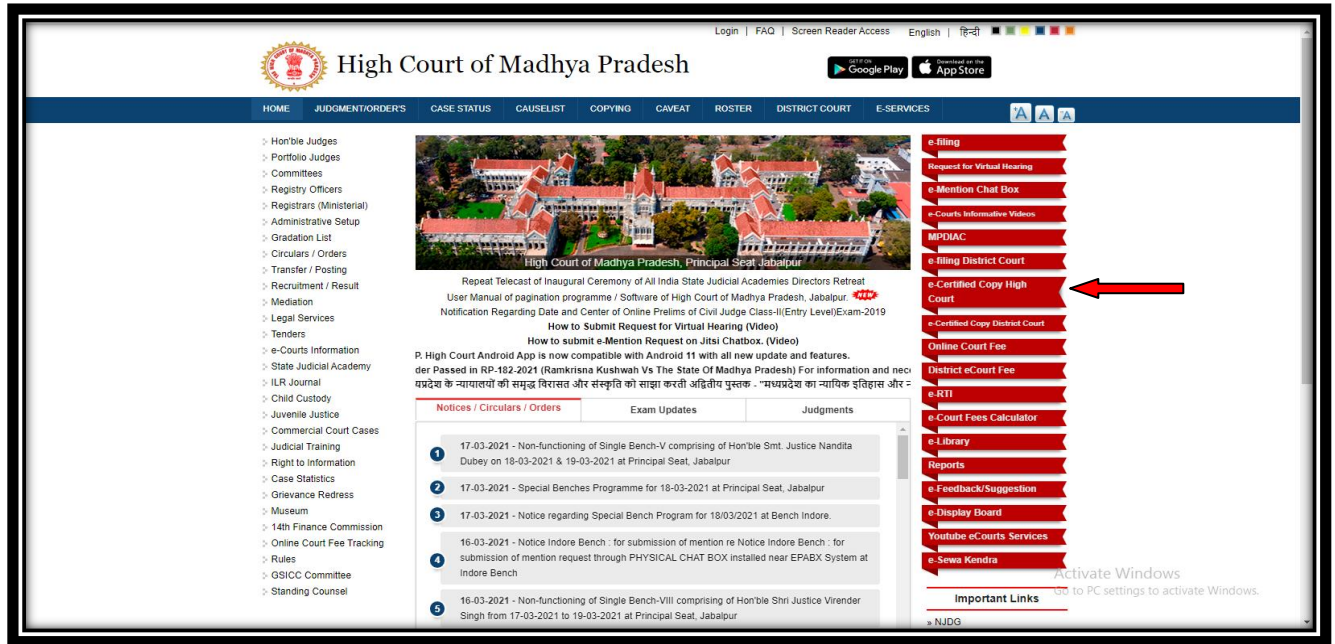 Login | FAQ | Screen Reader Access English | हिन्दी
High Court of Madhya Pradesh
GET IT ON
Google Play
Download on the
App Store
HOME JUDGMENT/ORDER'S CASE STATUS CAUSELIST COPYING CAVEAT ROSTER DISTRICT COURT E-SERVICES
+A A -A
Hon'ble Judges
Portfolio Judges
Committees
Registry Officers
Registrars (Ministerial)
Administrative Setup
Gradation List
Circulars / Orders
Transfer / Posting
Recruitment / Result
Mediation
Legal Services
Tenders
e-Courts Information
State Judicial Academy
ILR Journal
Child Custody
Juvenile Justice
Commercial Court Cases
Judicial Training
Right to Information
Case Statistics
Grievance Redress
Museum
14th Finance Commission
Online Court Fee Tracking
Rules
GSICC Committee
Standing Counsel
High Court of Madhya Pradesh, Principal Seat Jabalpur
Repeat Telecast of Inaugural Ceremony of All India State Judicial Academies Directors Retreat
User Manual of pagination programme / Software of High Court of Madhya Pradesh, Jabalpur. NEW
Notification Regarding Date and Center of Online Prelims of Civil Judge Class-II(Entry Level)Exam-2019
How to Submit Request for Virtual Hearing (Video)
How to submit e-Mention Request on Jitsi Chatbox. (Video)
P. High Court Android App is now compatible with Android 11 with all new update and features.
der Passed in RP-182-2021 (Ramkrisna Kushwah Vs The State Of Madhya Pradesh) For information and nec
यप्रदेश के न्यायालयों की समृद्ध विरासत और संस्कृति को साझा करती अद्वितीय पुस्तक - "मध्यप्रदेश का न्यायिक इतिहास और
Notices / Circulars / Orders Exam Updates Judgments
1 17-03-2021 - Non-functioning of Single Bench-V comprising of Hon'ble Smt. Justice Nandita
Dubey on 18-03-2021 & 19-03-2021 at Principal Seat, Jabalpur
2 17-03-2021 - Special Benches Programme for 18-03-2021 at Principal Seat, Jabalpur
3 17-03-2021 - Notice regarding Special Bench Program for 18/03/2021 at Bench Indore.
4 16-03-2021 - Notice Indore Bench : for submission of mention re Notice Indore Bench : for
submission of mention request through PHYSICAL CHAT BOX installed near EPABX System at
Indore Bench
5 16-03-2021 - Non-functioning of Single Bench-VIII comprising of Hon'ble Shri Justice Virender
Singh from 17-03-2021 to 19-03-2021 at Principal Seat, Jabalpur
e-filing
Request for Virtual Hearing
e-Mention Chat Box
e-Courts Informative Videos
MPDIAC
e-filing District Court
e-Certified Copy High
Court
e-Certified Copy District Court
Online Court Fee
District eCourt Fee
e-RTI
e-Court Fees Calculator
e-Library
Reports
e-Feedback/Suggestion
e-Display Board
Youtube eCourts Services
e-Sewa Kendra
Important Links
» NJDG
Activate Windows
Go to PC settings to activate Windows.